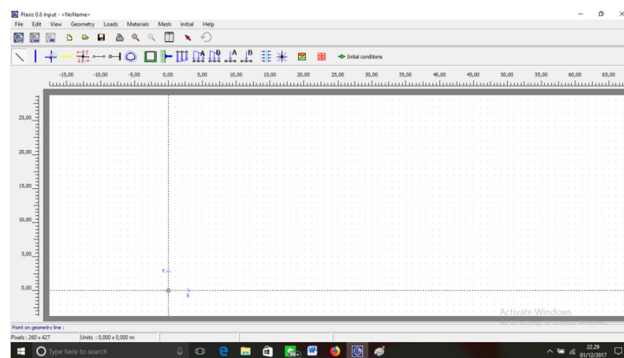 Plaxis 8.6 Input - <NoName>
File Edit View Geometry Loads Materials Mesh Initial Help
A B A B Initial conditions
-15,00 -10,00 -5,00 0,00 5,00 10,00 15,00 20,00 25,00 30,00 35,00 40,00 45,00 50,00 55,00 60,00 65,00
25,00
20,00
15,00
10,00
5,00
0,00
Y
X
Activate Windows
Point on geometry line :
Pixels : 260 x 427 Units : 0,000 x 0,000 m
Type here to search
22.29
01/12/2017